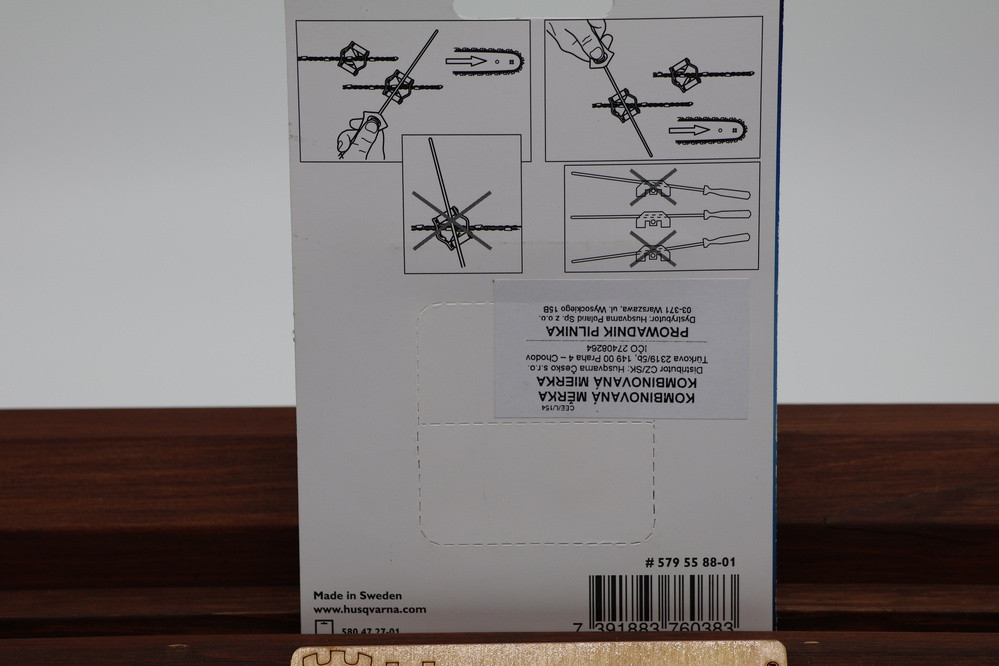 CEE/L/154
KOMBINOVANÁ MĚRKA
KOMBINOVANÁ MIERKA
Distributor CZ/SK: Husqvarna Česko s.r.o.
Türkova 2319/5b, 149 00 Praha 4 – Chodov
IČO 27408264
PROWADNIK PILNIKA
Dystrybutor: Husqvarna Poland Sp. z o.o.
03-371 Warszawa, ul. Wysockiego 15B
# 579 55 88-01
Made in Sweden
www.husqvarna.com
580 47 27-01
7 391883 760383